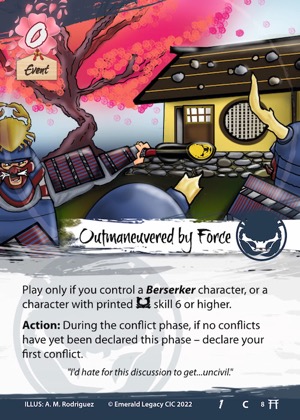 0
Event
Outmaneuvered by Force
Play only if you control a Berserker character, or a
character with printed skill 6 or higher.
Action: During the conflict phase, if no conflicts
have yet been declared this phase – declare your
first conflict.
"I'd hate for this discussion to get...uncivil."
ILLUS: A. M. Rodriguez © Emerald Legacy CIC 2022 1 C 8